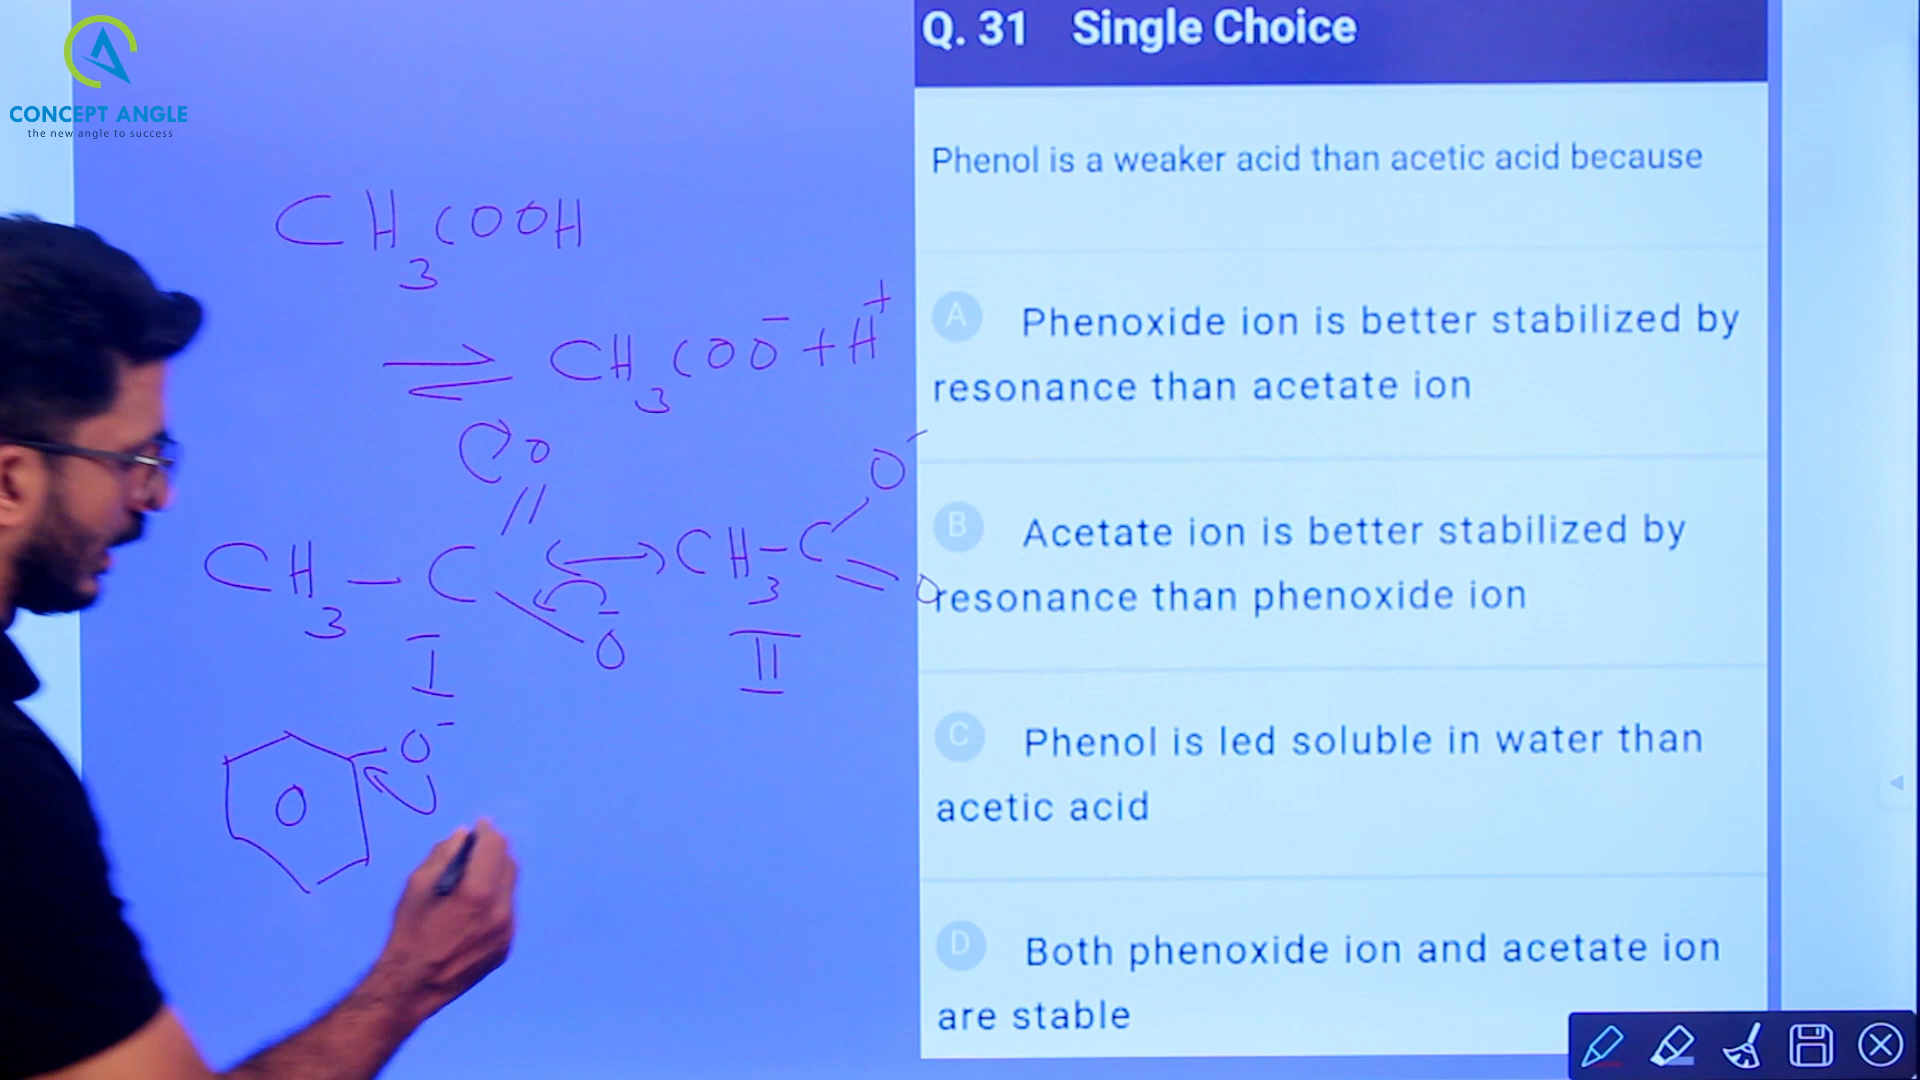 CONCEPT ANGLE
the new angle to success
Q. 31 Single Choice
Phenol is a weaker acid than acetic acid because
A Phenoxide ion is better stabilized by
resonance than acetate ion
B Acetate ion is better stabilized by
resonance than phenoxide ion
C Phenol is led soluble in water than
acetic acid
D Both phenoxide ion and acetate ion
are stable
CH3COOH
⇌ CH3COO⁻ + H⁺
O O⁻
CH3 – C ↔ CH3 – C
O⁻ O
I II
O⁻